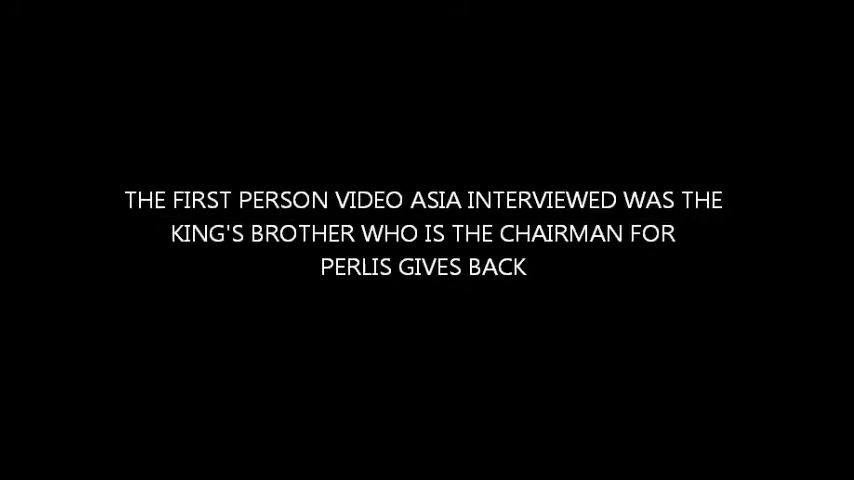 THE FIRST PERSON VIDEO ASIA INTERVIEWED WAS THE
KING'S BROTHER WHO IS THE CHAIRMAN FOR
PERLIS GIVES BACK